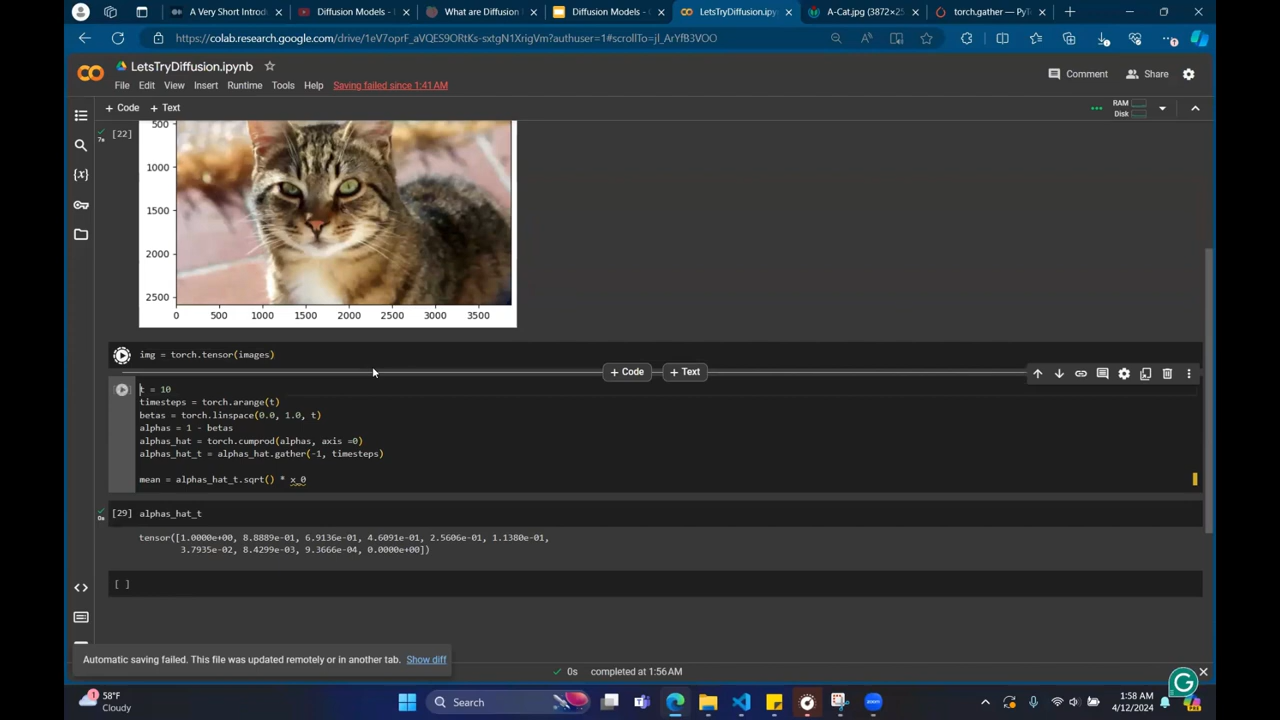 A Very Short Introd
Diffusion Models - 
What are Diffusion 
Diffusion Models - G
LetsTryDiffusion.ipyn
A-Cat.jpg (3872×25
torch.gather — PyTo
https://colab.research.google.com/drive/1eV7oprF_aVQES9ORtKs-sxtgN1XrigVm?authuser=1#scrollTo=jl_ArYfB3VOO
LetsTryDiffusion.ipynb
File Edit View Insert Runtime Tools Help Saving failed since 1:41 AM
Comment Share
+ Code + Text
RAM
Disk
[22]
7s
500
1000
1500
2000
2500
0 500 1000 1500 2000 2500 3000 3500
img = torch.tensor(images)
+ Code + Text
t = 10
timesteps = torch.arange(t)
betas = torch.linspace(0.0, 1.0, t)
alphas = 1 - betas
alphas_hat = torch.cumprod(alphas, axis =0)
alphas_hat_t = alphas_hat.gather(-1, timesteps)
mean = alphas_hat_t.sqrt() * x_0
[29] alphas_hat_t
0s
tensor([1.0000e+00, 8.8889e-01, 6.9136e-01, 4.6091e-01, 2.5606e-01, 1.1380e-01,
3.7935e-02, 8.4299e-03, 9.3666e-04, 0.0000e+00])
[ ]
Automatic saving failed. This file was updated remotely or in another tab. Show diff
0s completed at 1:56 AM
58°F
Cloudy
Search
zoom
1:58 AM
4/12/2024